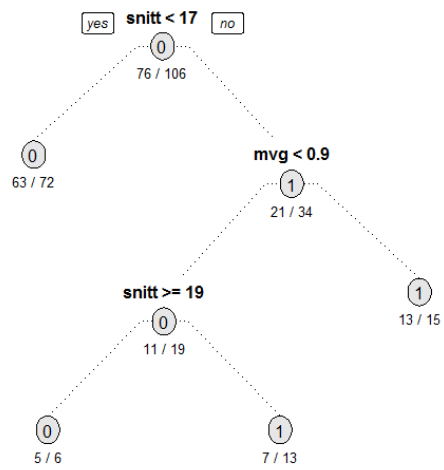 yes snitt < 17 no
0
76 / 106
0
63 / 72
mvg < 0.9
1
21 / 34
snitt >= 19
0
11 / 19
1
13 / 15
0
5 / 6
1
7 / 13